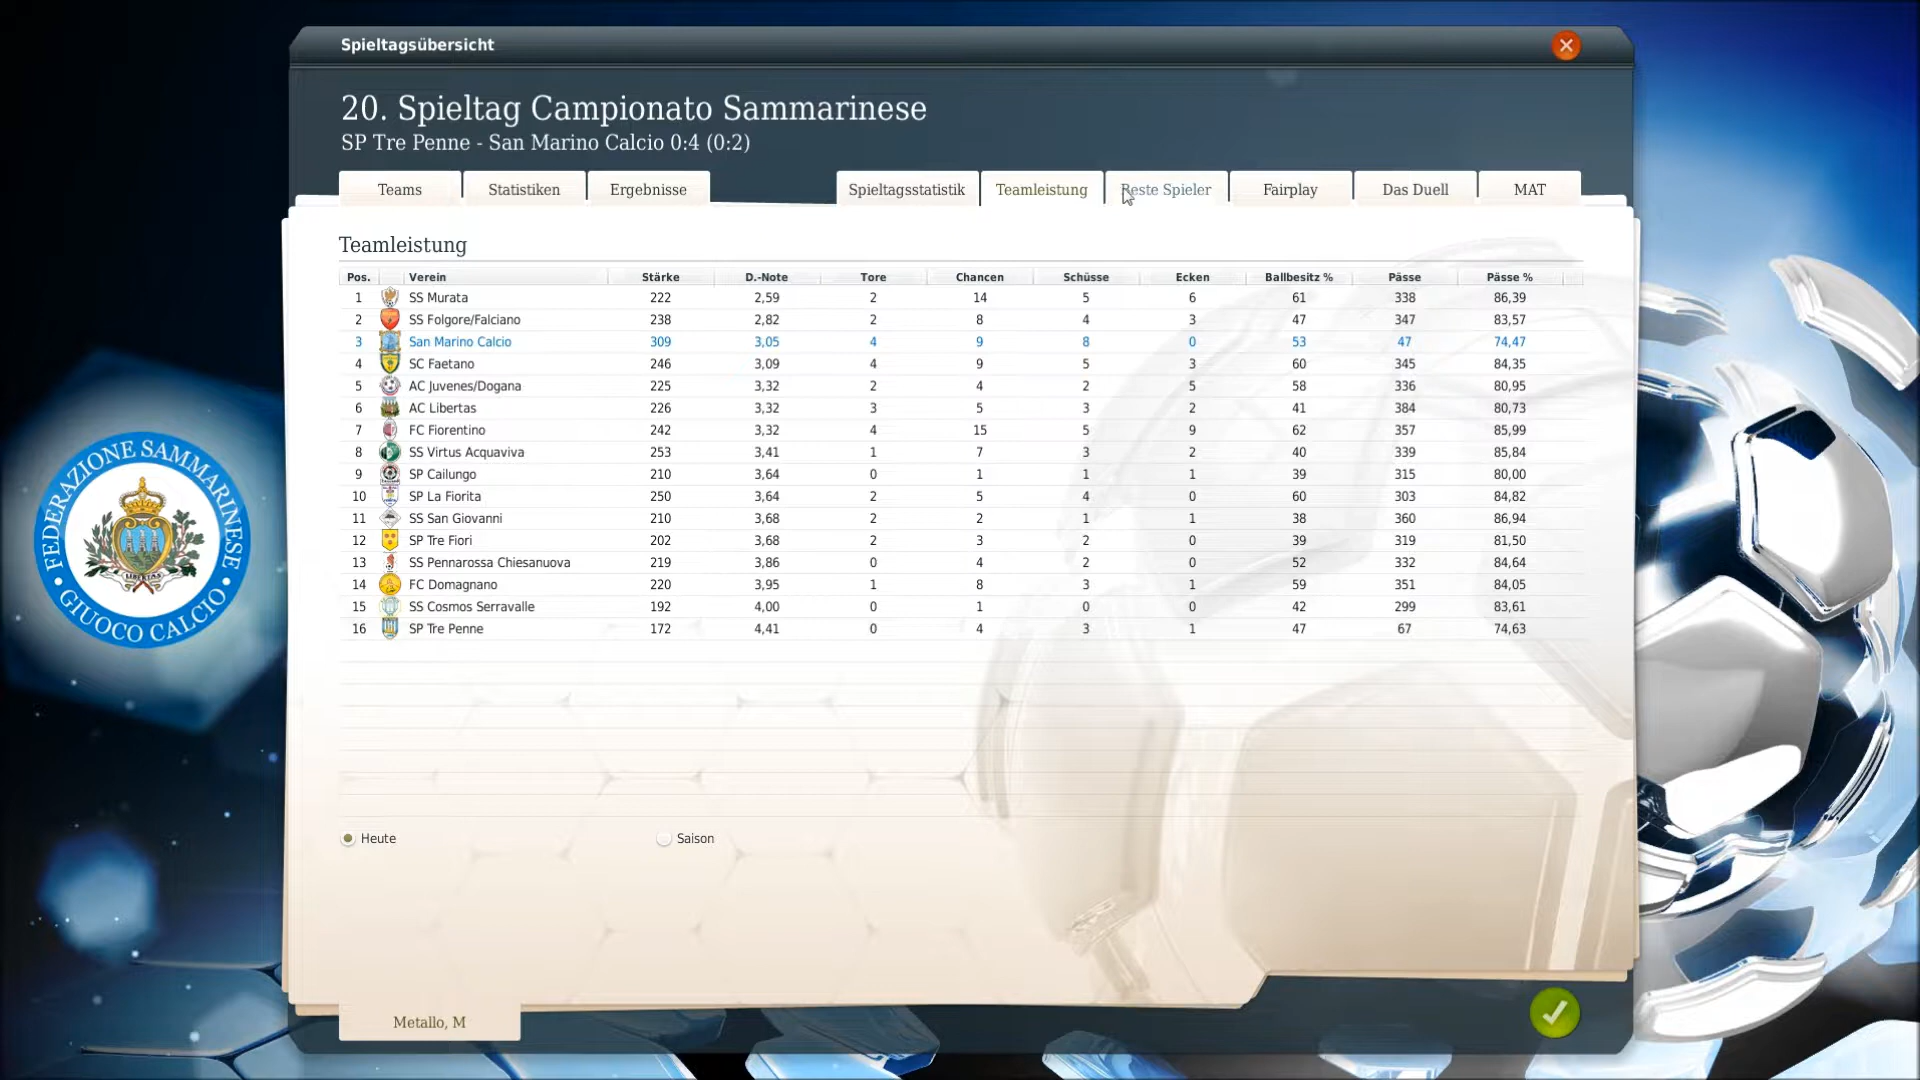 Spieltagsübersicht
20. Spieltag Campionato Sammarinese
SP Tre Penne - San Marino Calcio 0:4 (0:2)
Teams Statistiken Ergebnisse Spieltagsstatistik Teamleistung Beste Spieler Fairplay Das Duell MAT
Teamleistung
Pos. Verein Stärke D.-Note Tore Chancen Schüsse Ecken Ballbesitz % Pässe Pässe %
1 SS Murata 222 2,59 2 14 5 6 61 338 86,39
2 SS Folgore/Falciano 238 2,82 2 8 4 3 47 347 83,57
3 San Marino Calcio 309 3,05 4 9 8 0 53 47 74,47
4 SC Faetano 246 3,09 4 9 5 3 60 345 84,35
5 AC Juvenes/Dogana 225 3,32 2 4 2 5 58 336 80,95
6 AC Libertas 226 3,32 3 5 3 2 41 384 80,73
7 FC Fiorentino 242 3,32 4 15 5 9 62 357 85,99
8 SS Virtus Acquaviva 253 3,41 1 7 3 2 40 339 85,84
9 SP Cailungo 210 3,64 0 1 1 1 39 315 80,00
10 SP La Fiorita 250 3,64 2 5 4 0 60 303 84,82
11 SS San Giovanni 210 3,68 2 2 1 1 38 360 86,94
12 SP Tre Fiori 202 3,68 2 3 2 0 39 319 81,50
13 SS Pennarossa Chiesanuova 219 3,86 0 4 2 0 52 332 84,64
14 FC Domagnano 220 3,95 1 8 3 1 59 351 84,05
15 SS Cosmos Serravalle 192 4,00 0 1 0 0 42 299 83,61
16 SP Tre Penne 172 4,41 0 4 3 1 47 67 74,63
Heute Saison
Metallo, M
FEDERAZIONE SAMMARINESE
GIUOCO CALCIO
LIBERTAS